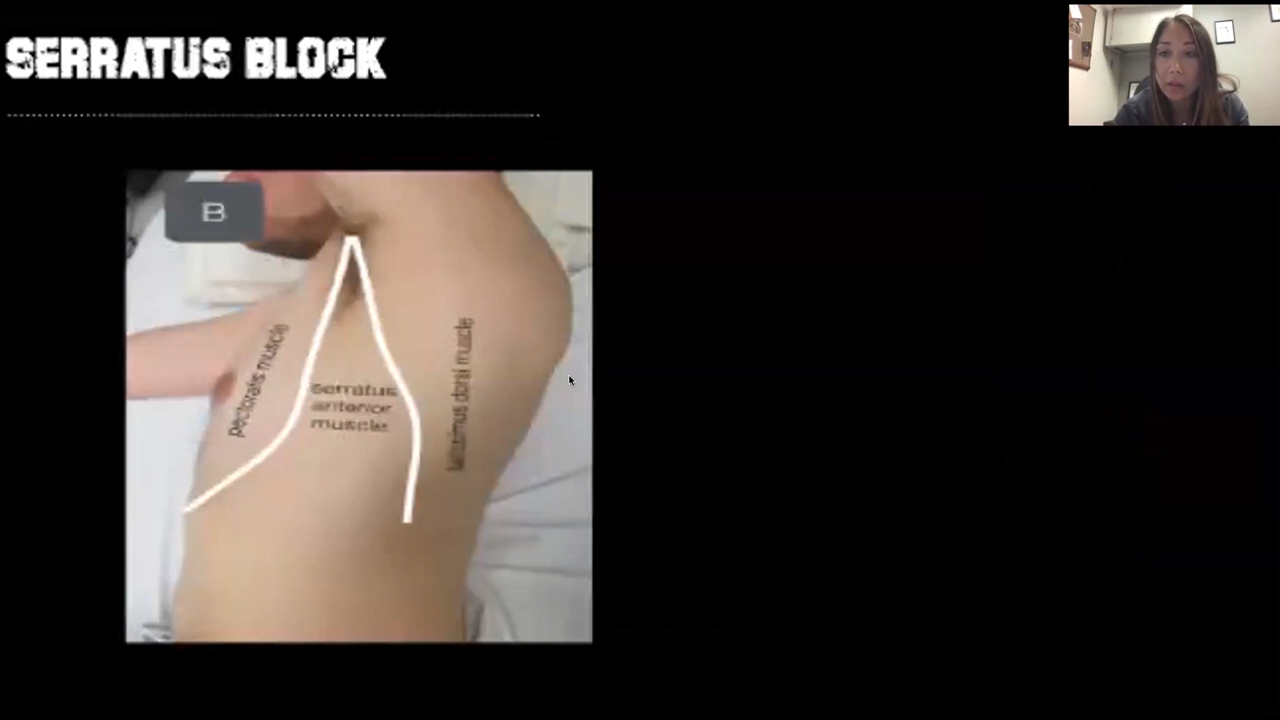 SERRATUS BLOCK
B
pectoralis muscle
serratus
anterior
muscle
latissimus dorsi muscle